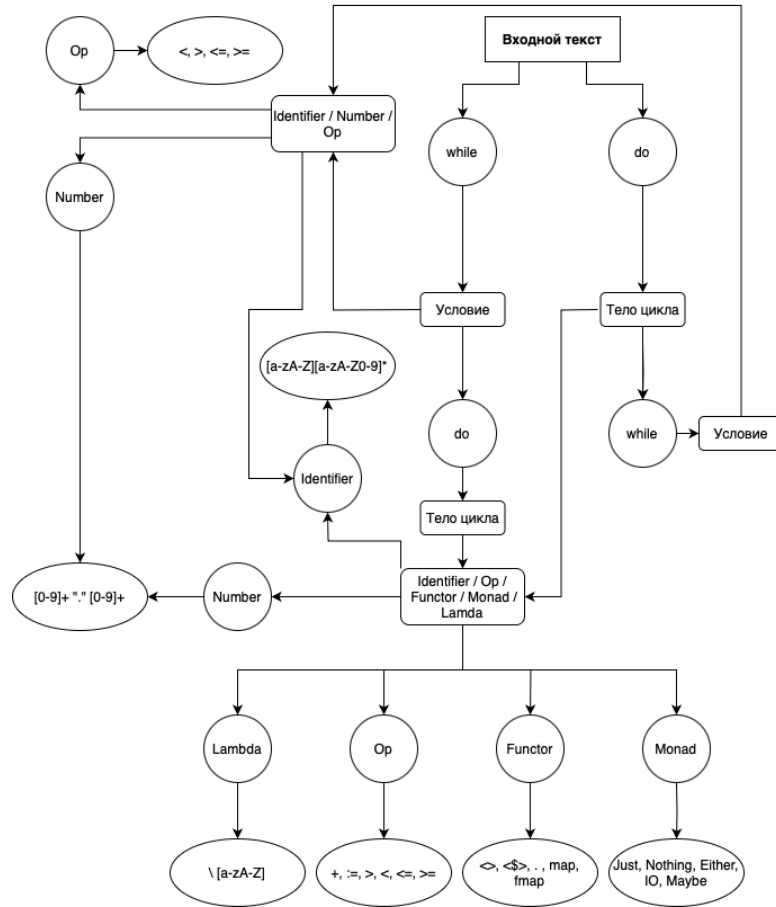 Op
<, >, <=, >=
Входной текст
Identifier / Number /
Op
while
do
Number
Условие
Тело цикла
[a-zA-Z][a-zA-Z0-9]*
do
while
Условие
Identifier
Тело цикла
[0-9]+ "." [0-9]+
Number
Identifier / Op /
Functor / Monad /
Lamda
Lambda
Op
Functor
Monad
\ [a-zA-Z]
+, :=, >, <, <=, >=
<>, <$>, . , map,
fmap
Just, Nothing, Either,
IO, Maybe